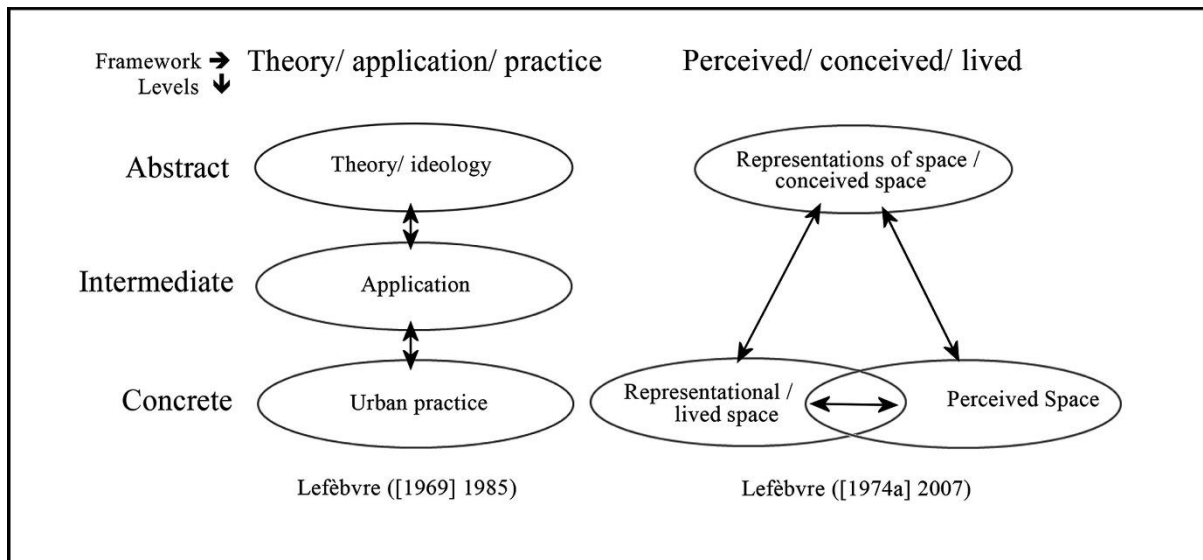 Framework ➔ Theory/ application/ practice Perceived/ conceived/ lived
Levels 🡻
Abstract
Theory/ ideology
Representations of space /
conceived space
Intermediate
Application
Concrete
Urban practice
Representational /
lived space
Perceived Space
Lefèbvre ([1969] 1985)
Lefèbvre ([1974a] 2007)